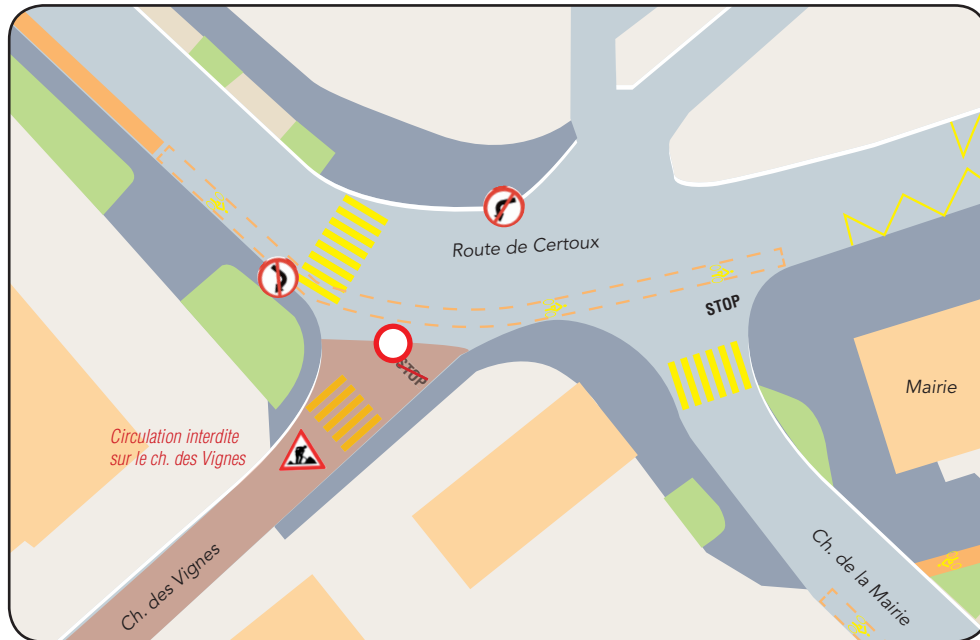 Route de Certoux
STOP
STOP
Mairie
Circulation interdite
sur le ch. des Vignes
Ch. des Vignes
Ch. de la Mairie